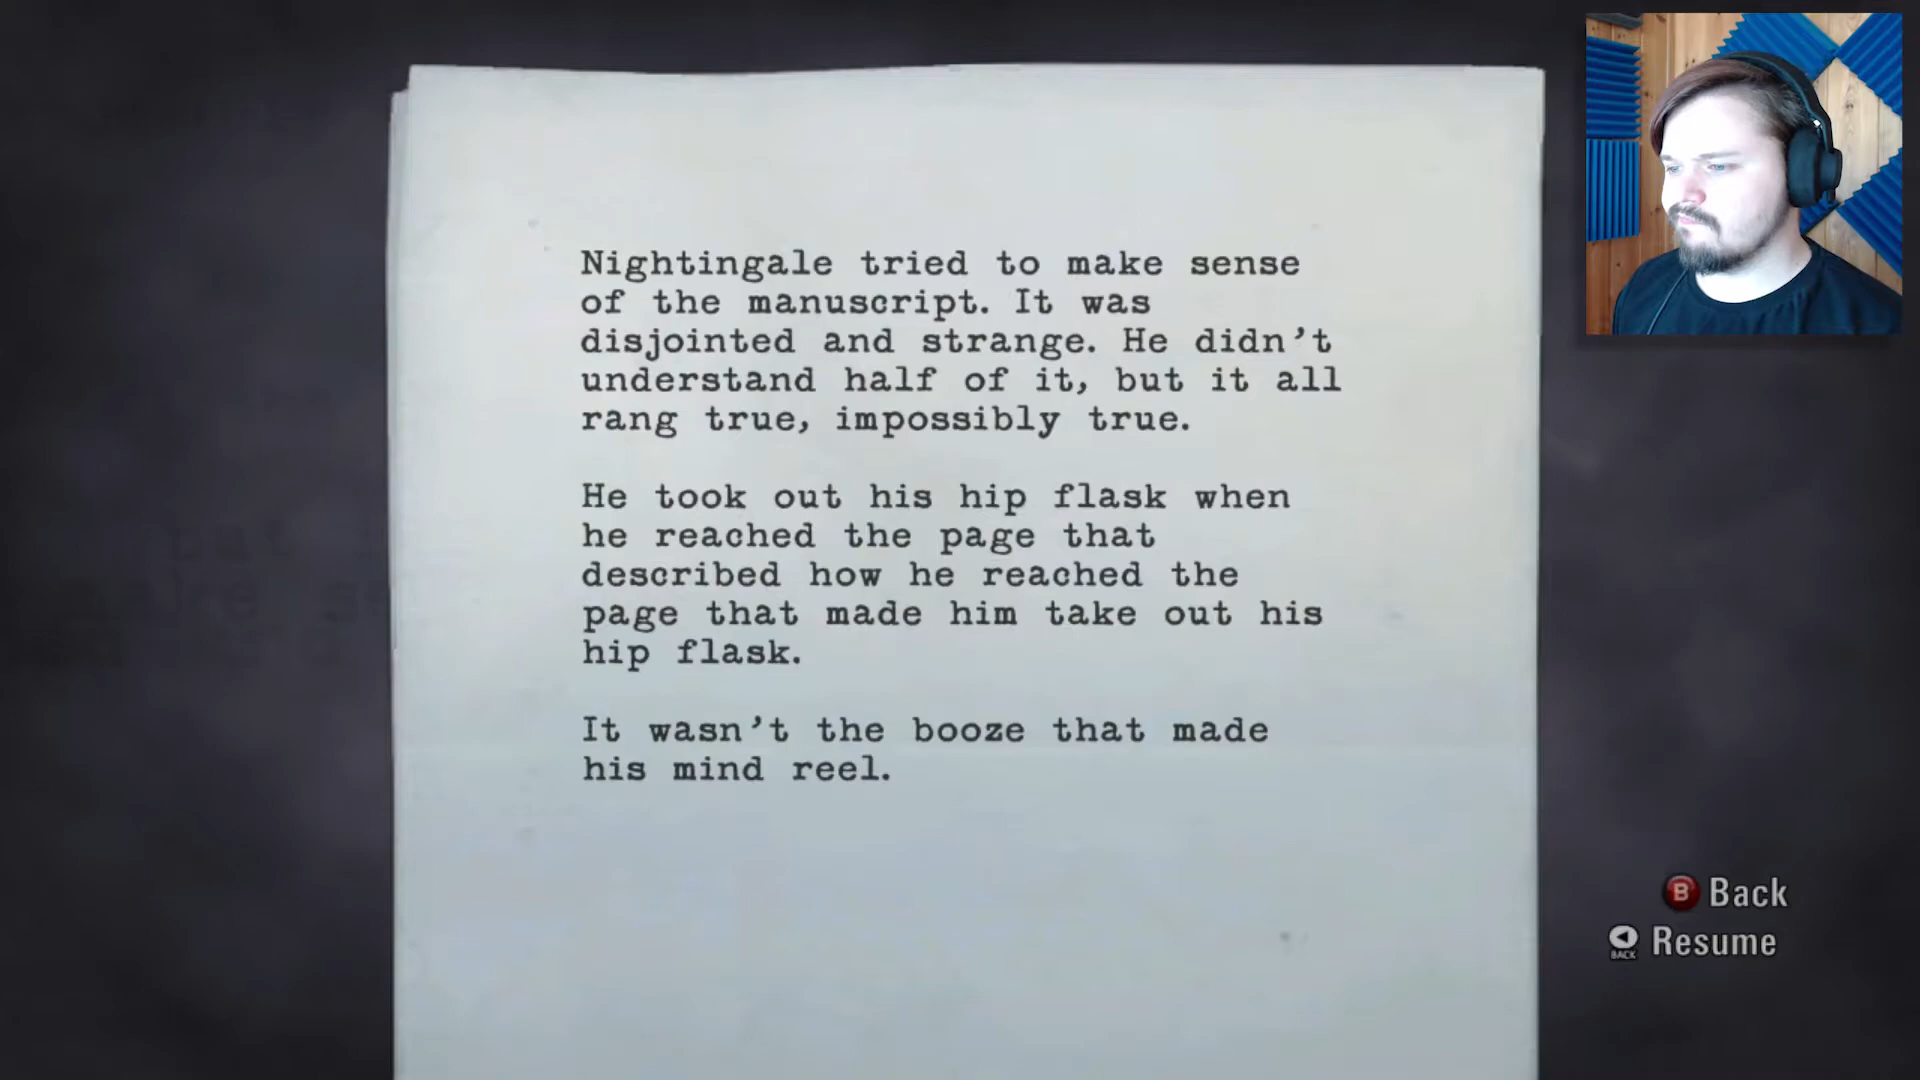 Nightingale tried to make sense
of the manuscript. It was
disjointed and strange. He didn't
understand half of it, but it all
rang true, impossibly true.
He took out his hip flask when
he reached the page that
described how he reached the
page that made him take out his
hip flask.
It wasn't the booze that made
his mind reel.
B Back
BACK Resume